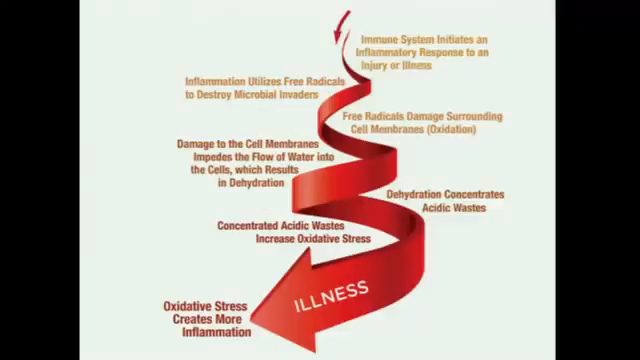 Immune System Initiates an
Inflammatory Response to an
Injury or Illness
Inflammation Utilizes Free Radicals
to Destroy Microbial Invaders
Free Radicals Damage Surrounding
Cell Membranes (Oxidation)
Damage to the Cell Membranes
Impedes the Flow of Water into
the Cells, which Results
in Dehydration
Dehydration Concentrates
Acidic Wastes
Concentrated Acidic Wastes
Increase Oxidative Stress
ILLNESS
Oxidative Stress
Creates More
Inflammation